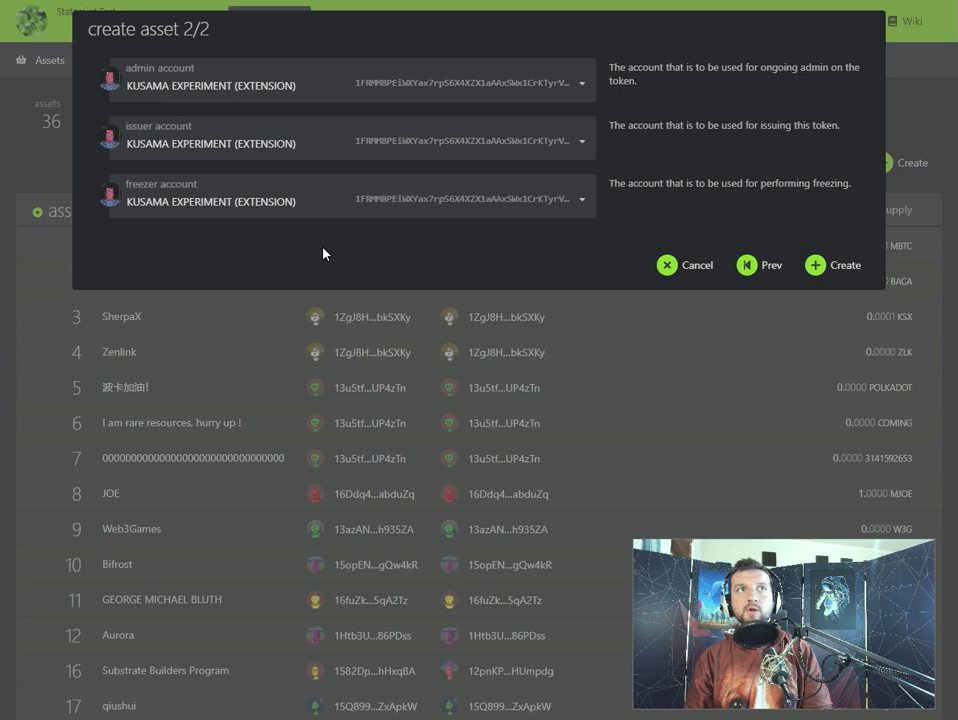 Wiki
create asset 2/2
Assets
assets
36
admin account
KUSAMA EXPERIMENT (EXTENSION)
The account that is to be used for ongoing admin on the
token.
issuer account
KUSAMA EXPERIMENT (EXTENSION)
The account that is to be used for issuing this token.
freezer account
KUSAMA EXPERIMENT (EXTENSION)
The account that is to be used for performing freezing.
Create
Cancel
Prev
Create
MBTC
BACA
3 SherpaX 1ZgJ8H...bkSXKy 1ZgJ8H...bkSXKy 0.0001 KSX
4 Zenlink 1ZgJ8H...bkSXKy 1ZgJ8H...bkSXKy 0.0000 ZLK
5 波卡加油! 13u5tf...UP4zTn 13u5tf...UP4zTn 0.0000 POLKADOT
6 I am rare resources, hurry up ! 13u5tf...UP4zTn 13u5tf...UP4zTn 0.0000 COMING
7 00000000000000000000000000000000 13u5tf...UP4zTn 13u5tf...UP4zTn 0.0000 3141592653
8 JOE 16Ddq4...abduZq 16Ddq4...abduZq 1.0000 MJOE
9 Web3Games 13azAN...h935ZA 13azAN...h935ZA 0.0000 W3G
10 Bifrost 15opEN...gQw4kR 15opEN...gQw4kR
11 GEORGE MICHAEL BLUTH 16fuZk...5qA2Tz 16fuZk...5qA2Tz
12 Aurora 1Htb3U...86PDss 1Htb3U...86PDss
16 Substrate Builders Program 1582Dp...hHxqBA 12pnKP...HUmpdg
17 qiushui 15Q899...ZxApkW 15Q899...ZxApkW